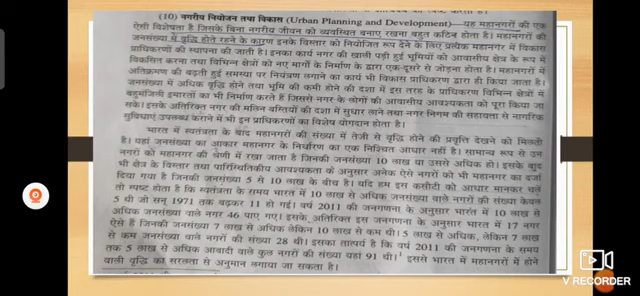 (10) नगरीय नियोजन तथा विकास (Urban Planning and Development) – यह महानगरों की एक
ऐसी विशेषता है जिसके बिना नगरीय जीवन को व्यवस्थित बनाए रखना बहुत कठिन होता है। महानगरों की
जनसंख्या में वृद्धि होते रहने के कारण इनके विस्तार को नियोजित रूप देने के लिए प्रत्येक महानगर में विकास
प्राधिकरणों की स्थापना की जाती है। इनका कार्य नगर की खाली पड़ी हुई भूमियों को आवासीय क्षेत्र के रूप में
विकसित करना तथा विभिन्न क्षेत्रों को नए मार्गों के निर्माण के द्वारा एक-दूसरे से जोड़ना होता है। महानगरों में
अतिक्रमण की बढ़ती हुई समस्या पर नियंत्रण लगाने का कार्य भी विकास प्राधिकरण द्वारा ही किया जाता है।
जनसंख्या में अधिक वृद्धि होने तथा भूमि की कमी होने की दशा में इस तरह के प्राधिकरण विभिन्न क्षेत्रों में
बहुमंजिली इमारतों का भी निर्माण करते हैं जिससे नगर के लोगों की आवासीय आवश्यकता को पूरा किया जा
सके। इसके अतिरिक्त नगर की मलिन बस्तियों की दशा में सुधार लाने तथा नगर निगम की सहायता से नागरिक
सुविधाएं उपलब्ध कराने में भी इन प्राधिकरणों का विशेष योगदान होता है।
भारत में स्वतंत्रता के बाद महानगरों की संख्या में तेजी से वृद्धि होने की प्रवृत्ति देखने को मिलती
है। यहां जनसंख्या का आकार महानगर के निर्धारण का एक निश्चित आधार नहीं है। सामान्य रूप से उन
नगरों को महानगर की श्रेणी में रखा जाता है जिनकी जनसंख्या 10 लाख या उससे अधिक हो। इसके बाद
भी क्षेत्र के विस्तार तथा पारिस्थितिकीय आवश्यकता के अनुसार अनेक ऐसे नगरों को भी महानगर का दर्जा
दिया गया है जिनकी जनसंख्या 5 से 10 लाख के बीच है। यदि हम इस कसौटी को आधार मानकर चलें
तो स्पष्ट होता है कि स्वतंत्रता के समय भारत में 10 लाख से अधिक जनसंख्या वाले नगरों की संख्या केवल
5 थी जो सन् 1971 तक बढ़कर 11 हो गई। वर्ष 2011 की जनगणना के अनुसार भारत में 10 लाख से
अधिक जनसंख्या वाले नगर 46 पाए गए। इसके अतिरिक्त इस जनगणना के अनुसार भारत में 17 नगर
ऐसे हैं जिनकी जनसंख्या 7 लाख से अधिक लेकिन 10 लाख से कम थी। 5 लाख से अधिक, लेकिन 7 लाख
से कम जनसंख्या वाले नगरों की संख्या 28 थी। इसका तात्पर्य है कि वर्ष 2011 की जनगणना के समय
तक 5 लाख से अधिक आबादी वाले कुल नगरों की संख्या यहां 91 थी।¹ इससे भारत में महानगरों में होने
वाली वृद्धि का सरलता से अनुमान लगाया जा सकता है।
V RECORDER